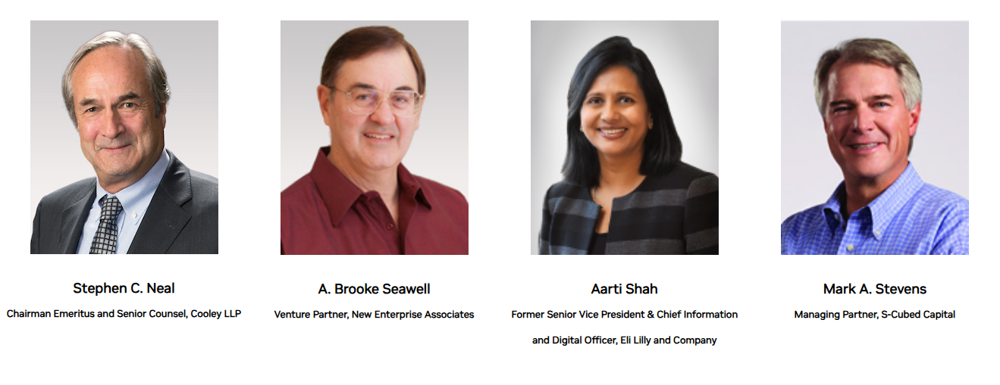 Stephen C. Neal
Chairman Emeritus and Senior Counsel, Cooley LLP
A. Brooke Seawell
Venture Partner, New Enterprise Associates
Aarti Shah
Former Senior Vice President & Chief Information
and Digital Officer, Eli Lilly and Company
Mark A. Stevens
Managing Partner, S-Cubed Capital